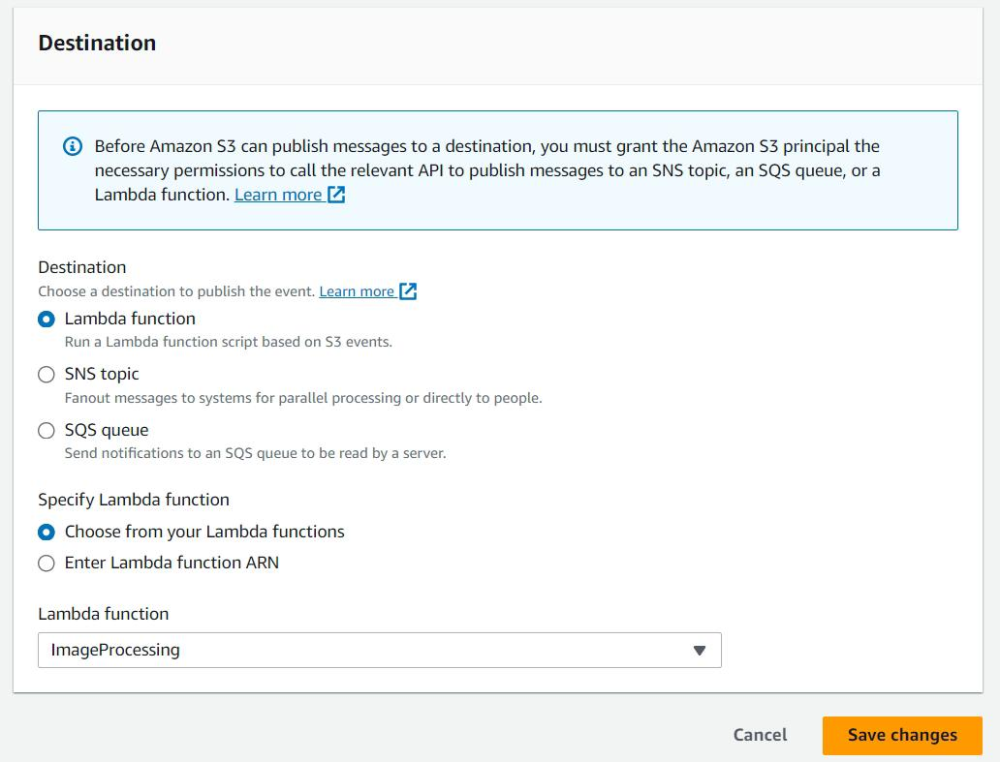 Destination
Before Amazon S3 can publish messages to a destination, you must grant the Amazon S3 principal the
necessary permissions to call the relevant API to publish messages to an SNS topic, an SQS queue, or a
Lambda function. Learn more
Destination
Choose a destination to publish the event. Learn more
Lambda function
Run a Lambda function script based on S3 events.
SNS topic
Fanout messages to systems for parallel processing or directly to people.
SQS queue
Send notifications to an SQS queue to be read by a server.
Specify Lambda function
Choose from your Lambda functions
Enter Lambda function ARN
Lambda function
ImageProcessing
Cancel
Save changes